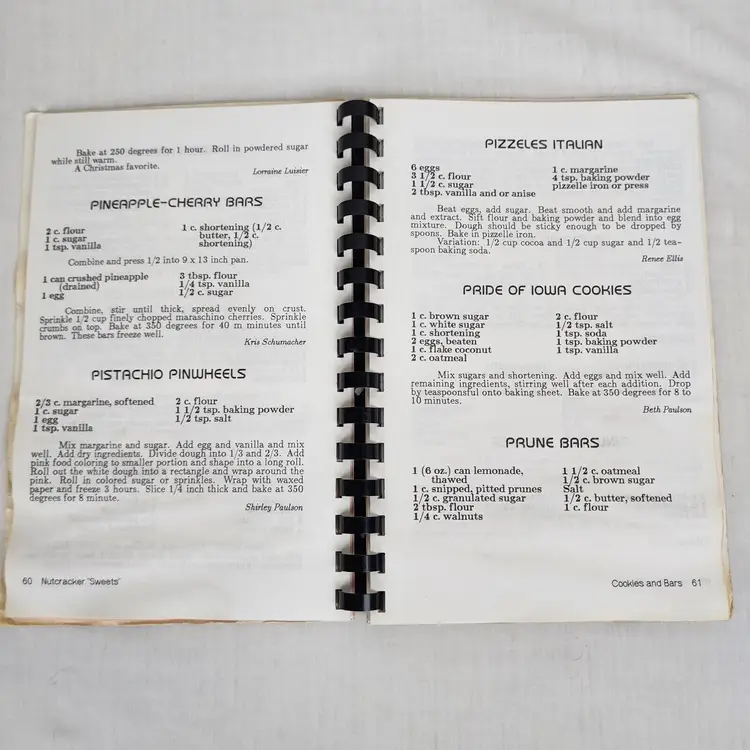 Bake at 250 degrees for 1 hour. Roll in powdered sugar
while still warm.
A Christmas favorite.
Lorraine Luisier
PINEAPPLE-CHERRY BARS
2 c. flour
1 c. sugar
1 tsp. vanilla
1 c. shortening (1/2 c.
butter, 1/2 c.
shortening)
Combine and press 1/2 into 9 x 13 inch pan.
1 can crushed pineapple
(drained)
1 egg
3 tbsp. flour
1/4 tsp. vanilla
1/2 c. sugar
Combine, stir until thick, spread evenly on crust.
Sprinkle 1/2 cup finely chopped maraschino cherries. Sprinkle
crumbs on top. Bake at 350 degrees for 40 m minutes until
brown. These bars freeze well.
Kris Schumacher
PISTACHIO PINWHEELS
2/3 c. margarine, softened
1 c. sugar
1 egg
1 tsp. vanilla
2 c. flour
1 1/2 tsp. baking powder
1/2 tsp. salt
Mix margarine and sugar. Add egg and vanilla and mix
well. Add dry ingredients. Divide dough into 1/3 and 2/3. Add
pink food coloring to smaller portion and shape into a long roll.
Roll out the white dough into a rectangle and wrap around the
pink. Roll in colored sugar or sprinkles. Wrap with waxed
paper and freeze 3 hours. Slice 1/4 inch thick and bake at 350
degrees for 8 minute.
Shirley Paulson
60 Nutcracker "Sweets"
PIZZELES ITALIAN
6 eggs
3 1/2 c. flour
1 1/2 c. sugar
2 tbsp. vanilla and or anise
1 c. margarine
4 tsp. baking powder
pizzelle iron or press
Beat eggs, add sugar. Beat smooth and add margarine
and extract. Sift flour and baking powder and blend into egg
mixture. Dough should be sticky enough to be dropped by
spoons. Bake in pizzelle iron.
Variation: 1/2 cup cocoa and 1/2 cup sugar and 1/2 tea-
spoon baking soda.
Renee Ellis
PRIDE OF IOWA COOKIES
1 c. brown sugar
1 c. white sugar
1 c. shortening
2 eggs, beaten
1 c. flake coconut
2 c. oatmeal
2 c. flour
1/2 tsp. salt
1 tsp. soda
1 tsp. baking powder
1 tsp. vanilla
Mix sugars and shortening. Add eggs and mix well. Add
remaining ingredients, stirring well after each addition. Drop
by teaspoonsful onto baking sheet. Bake at 350 degrees for 8 to
10 minutes.
Beth Paulson
PRUNE BARS
1 (6 oz.) can lemonade,
thawed
1 c. snipped, pitted prunes
1/2 c. granulated sugar
2 tbsp. flour
1/4 c. walnuts
1 1/2 c. oatmeal
1/2 c. brown sugar
Salt
1/2 c. butter, softened
1 c. flour
Cookies and Bars 61